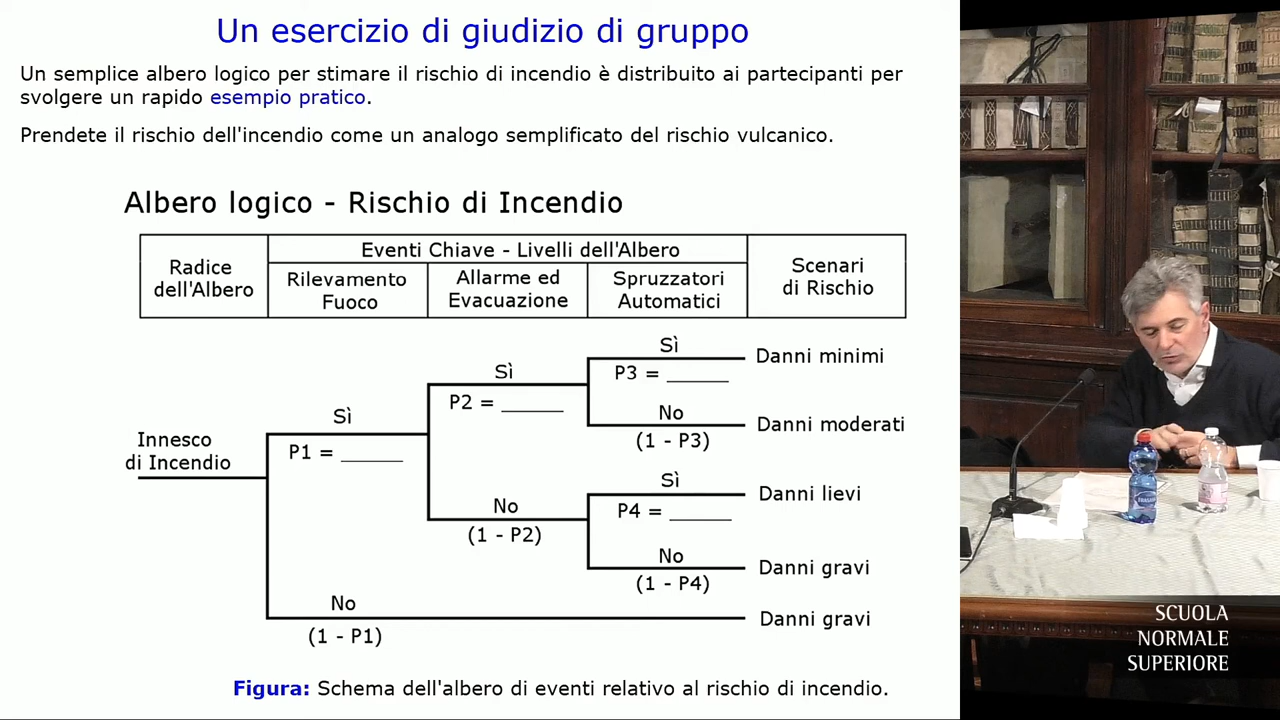 Un esercizio di giudizio di gruppo
Un semplice albero logico per stimare il rischio di incendio è distribuito ai partecipanti per
svolgere un rapido esempio pratico.
Prendete il rischio dell'incendio come un analogo semplificato del rischio vulcanico.
Albero logico - Rischio di Incendio
Radice
dell'Albero
Eventi Chiave - Livelli dell'Albero
Rilevamento
Fuoco
Allarme ed
Evacuazione
Spruzzatori
Automatici
Scenari
di Rischio
Innesco
di Incendio
Sì
P1 = ______
No
(1 - P1)
Sì
P2 = ______
No
(1 - P2)
Sì
P3 = ______
No
(1 - P3)
Sì
P4 = ______
No
(1 - P4)
Danni minimi
Danni moderati
Danni lievi
Danni gravi
Danni gravi
Figura: Schema dell'albero di eventi relativo al rischio di incendio.
SCUOLA
NORMALE
SUPERIORE